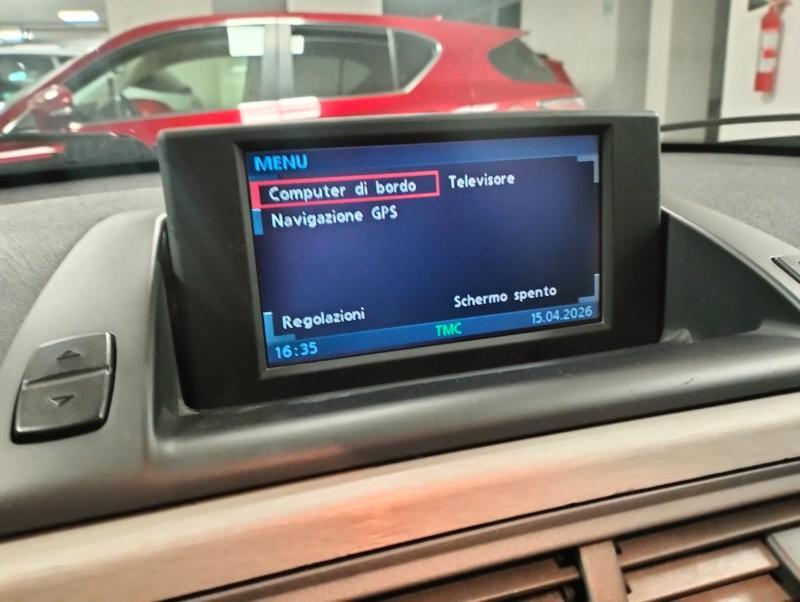 MENU
Computer di bordo Televisore
Navigazione GPS
Regolazioni Schermo spento
16:35 TMC 15.04.2026